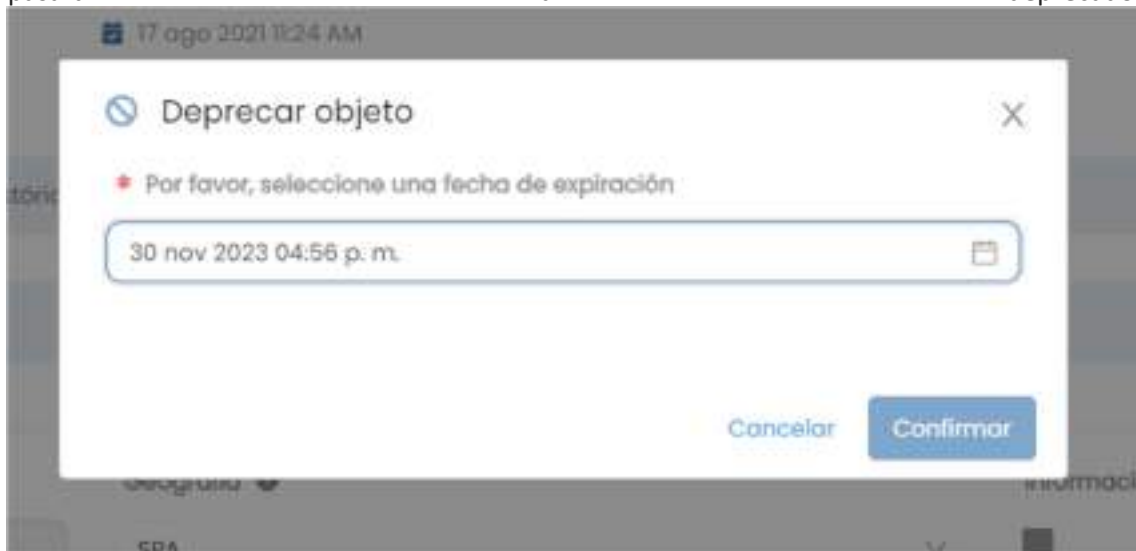 17 ago 2021 11:24 AM
Deprecar objeto
* Por favor, seleccione una fecha de expiración
30 nov 2023 04:56 p. m.
Cancelar Confirmar
Geografía